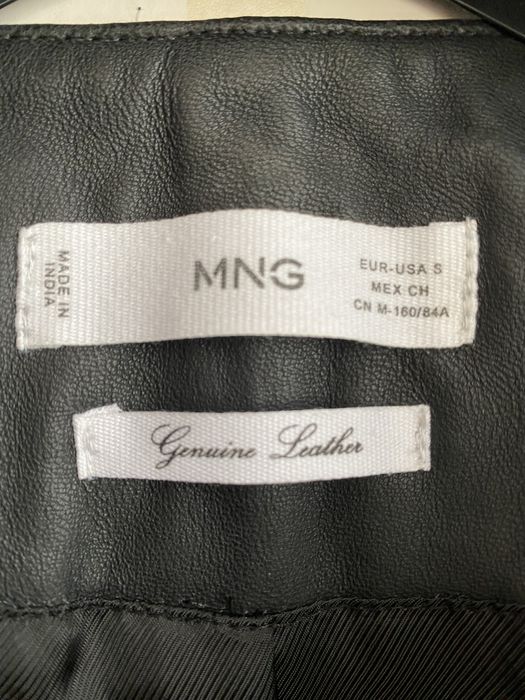 MADE IN
INDIA
MNG
EUR-USA S
MEX CH
CN M-160/84A
Genuine Leather